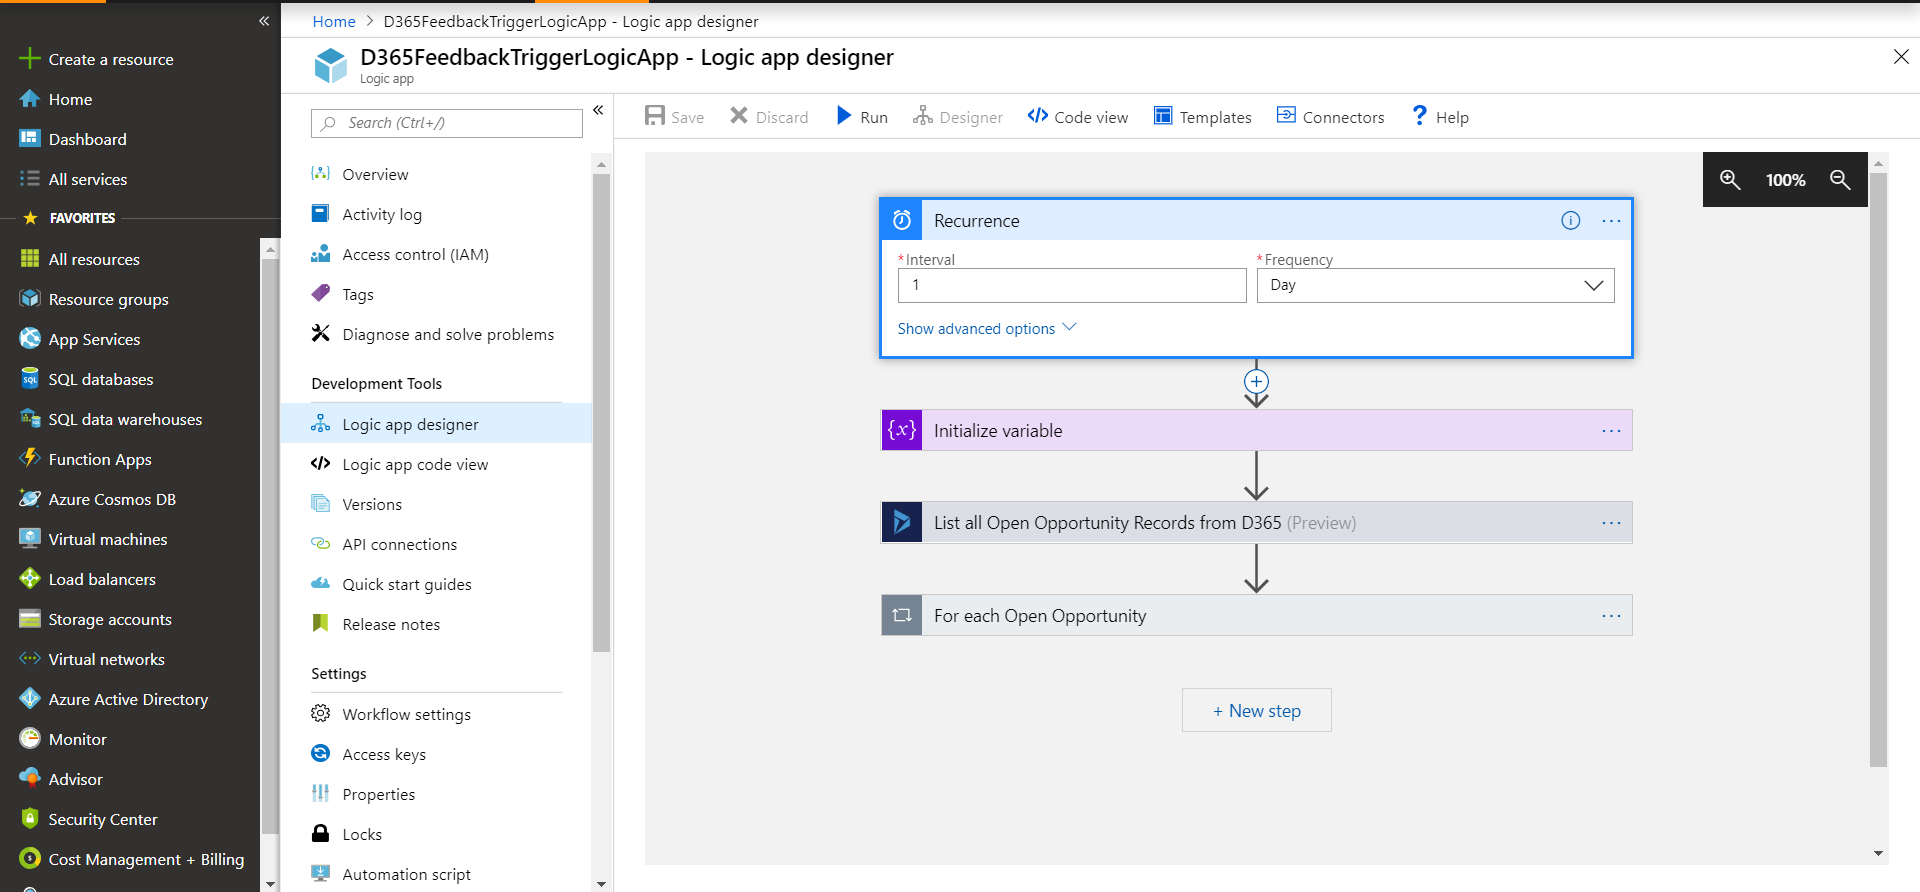 Home > D365FeedbackTriggerLogicApp - Logic app designer
D365FeedbackTriggerLogicApp - Logic app designer
Logic app
Create a resource
Home
Dashboard
All services
FAVORITES
All resources
Resource groups
App Services
SQL databases
SQL data warehouses
Function Apps
Azure Cosmos DB
Virtual machines
Load balancers
Storage accounts
Virtual networks
Azure Active Directory
Monitor
Advisor
Security Center
Cost Management + Billing
Search (Ctrl+/)
Overview
Activity log
Access control (IAM)
Tags
Diagnose and solve problems
Development Tools
Logic app designer
Logic app code view
Versions
API connections
Quick start guides
Release notes
Settings
Workflow settings
Access keys
Properties
Locks
Automation script
Save Discard Run Designer Code view Templates Connectors Help
100%
Recurrence
*Interval *Frequency
1 Day
Show advanced options
Initialize variable
List all Open Opportunity Records from D365 (Preview)
For each Open Opportunity
+ New step